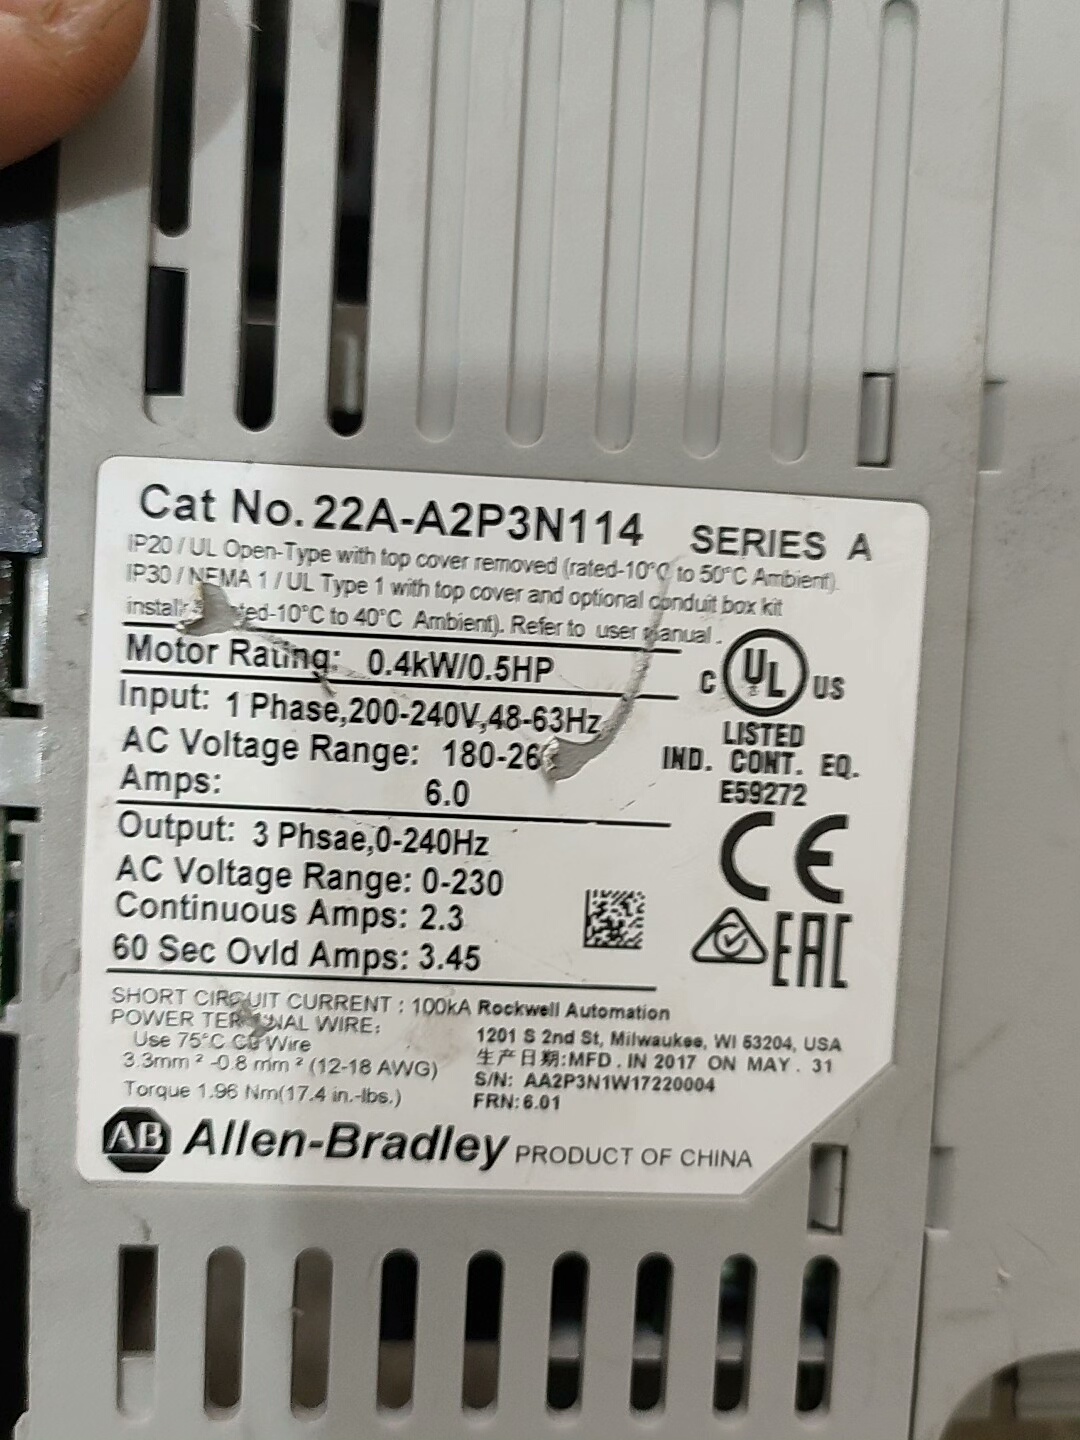 Cat No. 22A-A2P3N114 SERIES A
IP20 / UL Open-Type with top cover removed (rated-10°C to 50°C Ambient).
IP30 / NEMA 1 / UL Type 1 with top cover and optional conduit box kit
-10°C to 40°C Ambient). Refer to user manual .
Motor Rating: 0.4kW/0.5HP
Input: 1 Phase,200-240V,48-63Hz
AC Voltage Range: 180-26
Amps: 6.0
Output: 3 Phsae,0-240Hz
AC Voltage Range: 0-230
Continuous Amps: 2.3
60 Sec Ovld Amps: 3.45
C UL US
LISTED
IND. CONT. EQ.
E59272
CE
EAC
SHORT CIRCUIT CURRENT : 100kA
POWER TERMINAL WIRE:
Use 75°C CU Wire
3.3mm ² -0.8 mm ² (12-18 AWG)
Torque 1.96 Nm(17.4 in.-lbs.)
Rockwell Automation
1201 S 2nd St, Milwaukee, WI 53204, USA
生产日期:MFD . IN 2017 ON MAY . 31
S/N: AA2P3N1W17220004
FRN: 6.01
AB Allen-Bradley PRODUCT OF CHINA